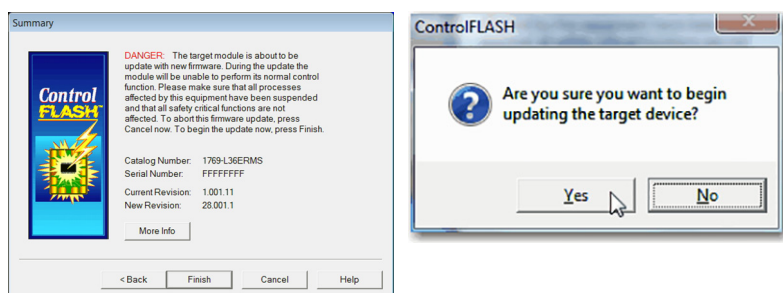 Summary
Control
FLASH
DANGER: The target module is about to be
update with new firmware. During the update the
module will be unable to perform its normal control
function. Please make sure that all processes
affected by this equipment have been suspended
and that all safety critical functions are not
affected. To abort this firmware update, press
Cancel now. To begin the update now, press Finish.
Catalog Number: 1769-L36ERMS
Serial Number: FFFFFFFF
Current Revision: 1.001.11
New Revision: 28.001.1
More Info
< Back Finish Cancel Help
ControlFLASH
Are you sure you want to begin
updating the target device?
Yes No